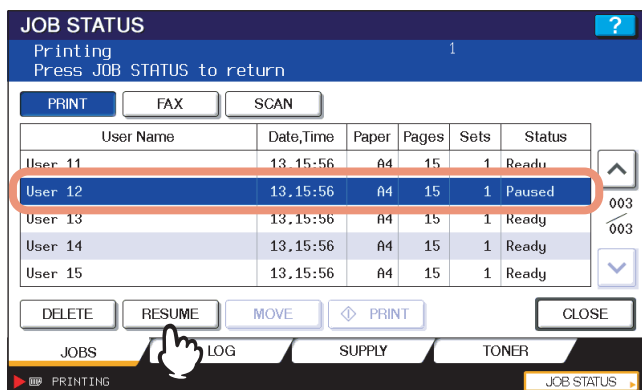 JOB STATUS ?
Printing 1
Press JOB STATUS to return
PRINT FAX SCAN
User Name Date,Time Paper Pages Sets Status
User 11 13,15:56 A4 15 1 Ready
User 12 13,15:56 A4 15 1 Paused
User 13 13,15:56 A4 15 1 Ready
User 14 13,15:56 A4 15 1 Ready
User 15 13,15:56 A4 15 1 Ready
003
003
DELETE RESUME MOVE PRINT CLOSE
JOBS LOG SUPPLY TONER
PRINTING JOB STATUS